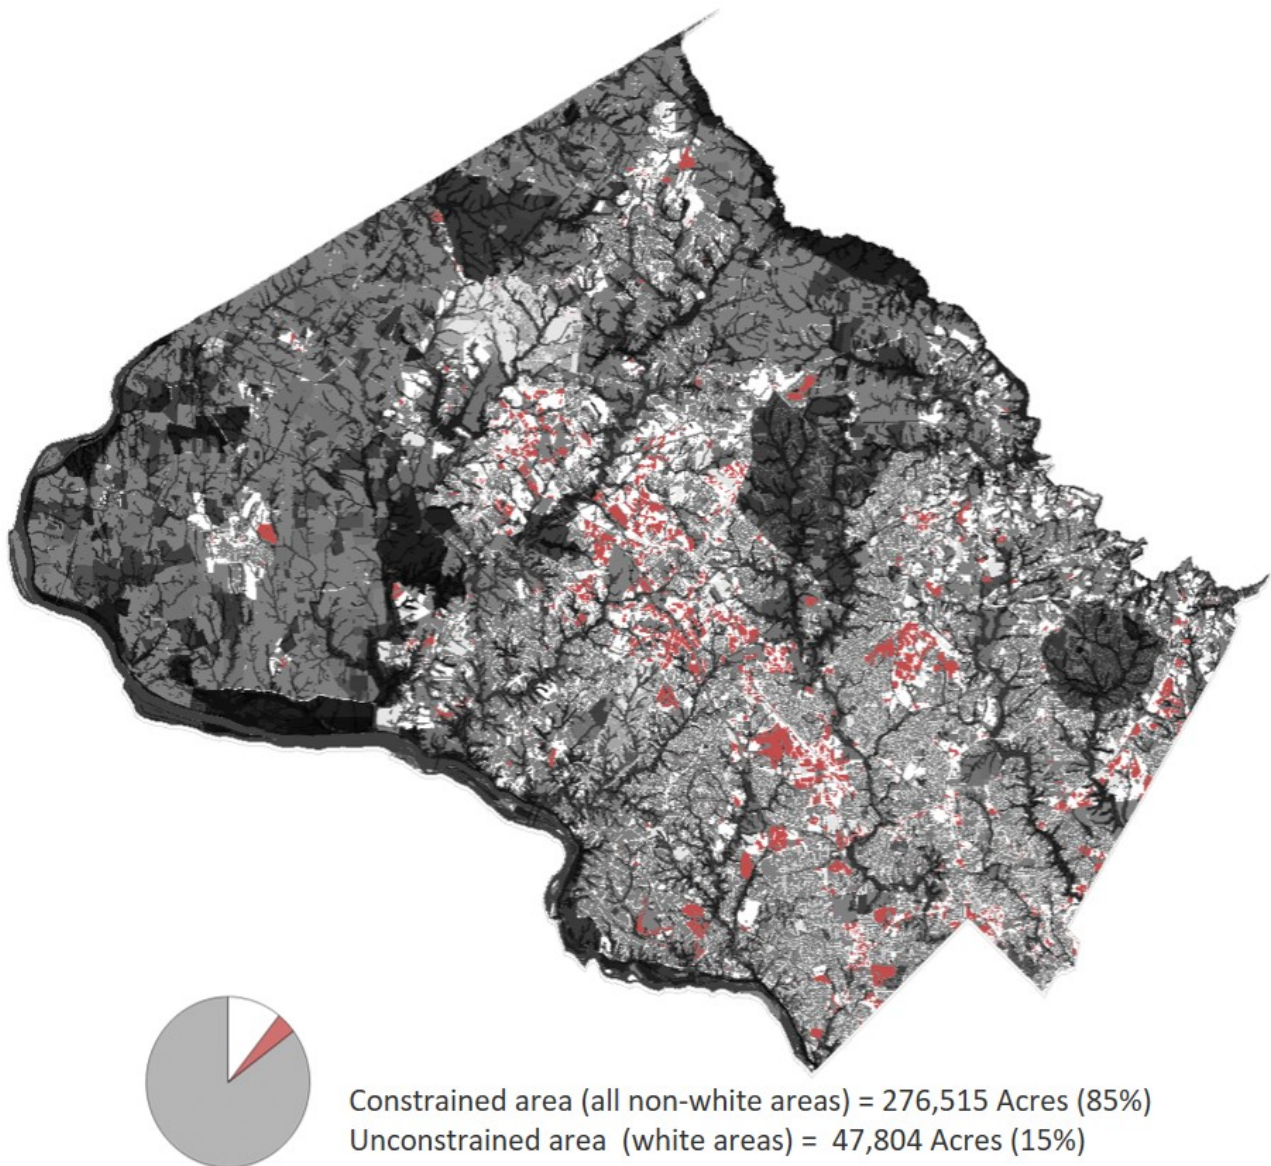 Constrained area (all non-white areas) = 276,515 Acres (85%)
Unconstrained area (white areas) = 47,804 Acres (15%)